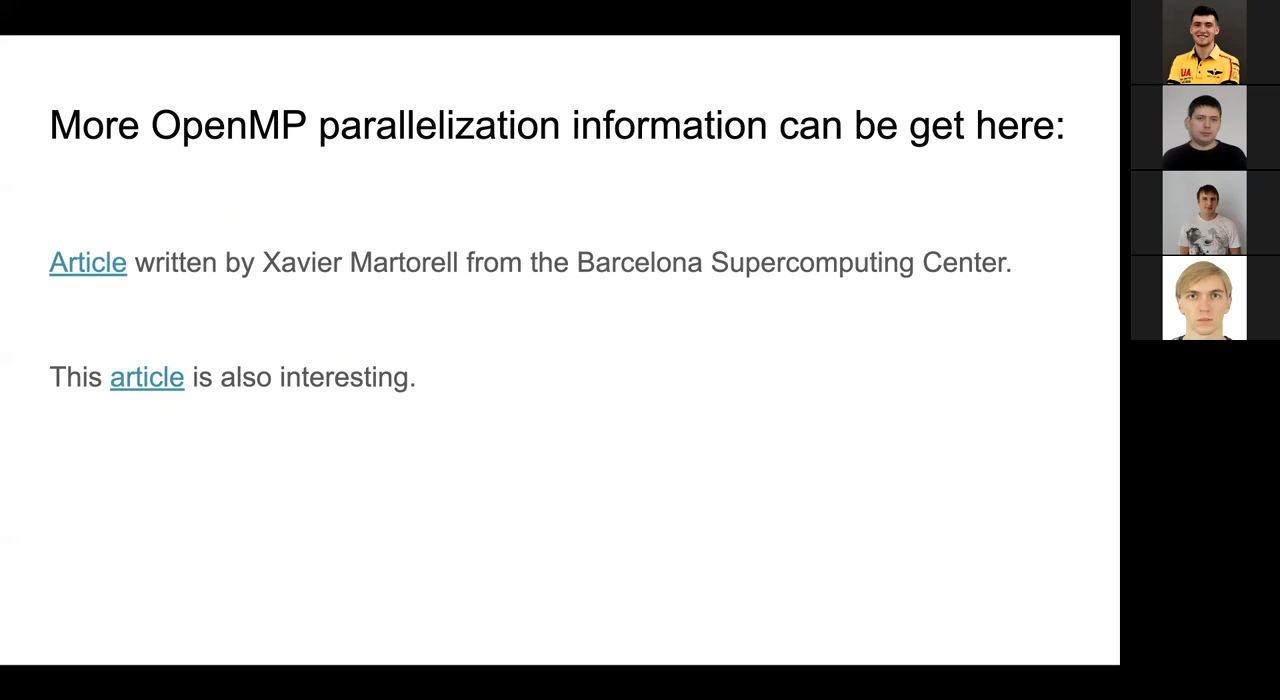 More OpenMP parallelization information can be get here:
Article written by Xavier Martorell from the Barcelona Supercomputing Center.
This article is also interesting.
UA